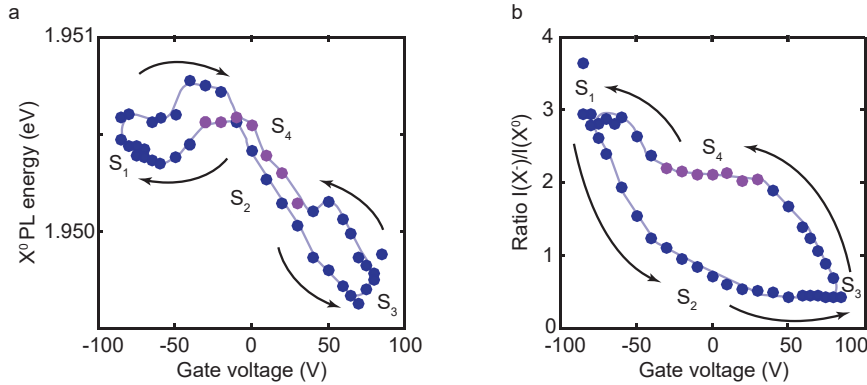 a
1.951
1.950
X⁰ PL energy (eV)
S₁
S₄
S₂
S₃
-100
-50
0
50
100
Gate voltage (V)
b
4
3
2
1
0
Ratio I(X⁻)/I(X⁰)
S₁
S₄
S₂
S₃
-100
-50
0
50
100
Gate voltage (V)